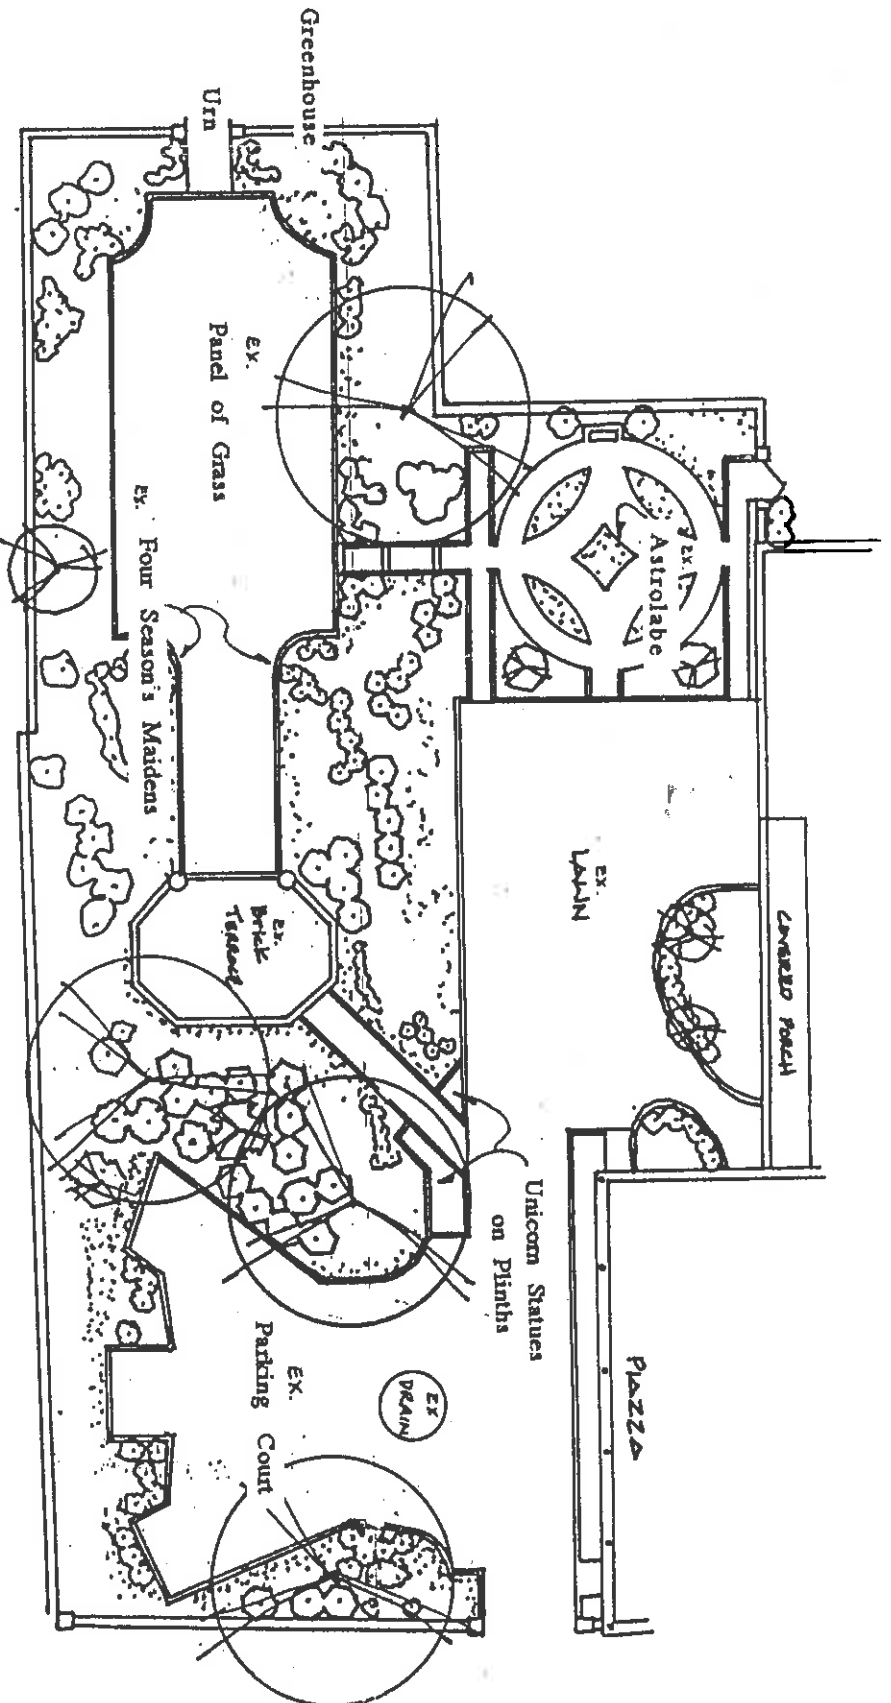 Greenhouse
Urn
EX.
Panel of Grass
EX. Four Season's Maidens
EX.
Astrolabe
EX.
LAWN
COVERED PORCH
EX.
Brick
TERRACE
Unicorn Statues
on Plinths
PIAZZA
EX.
Parking Court
EX
DRAIN